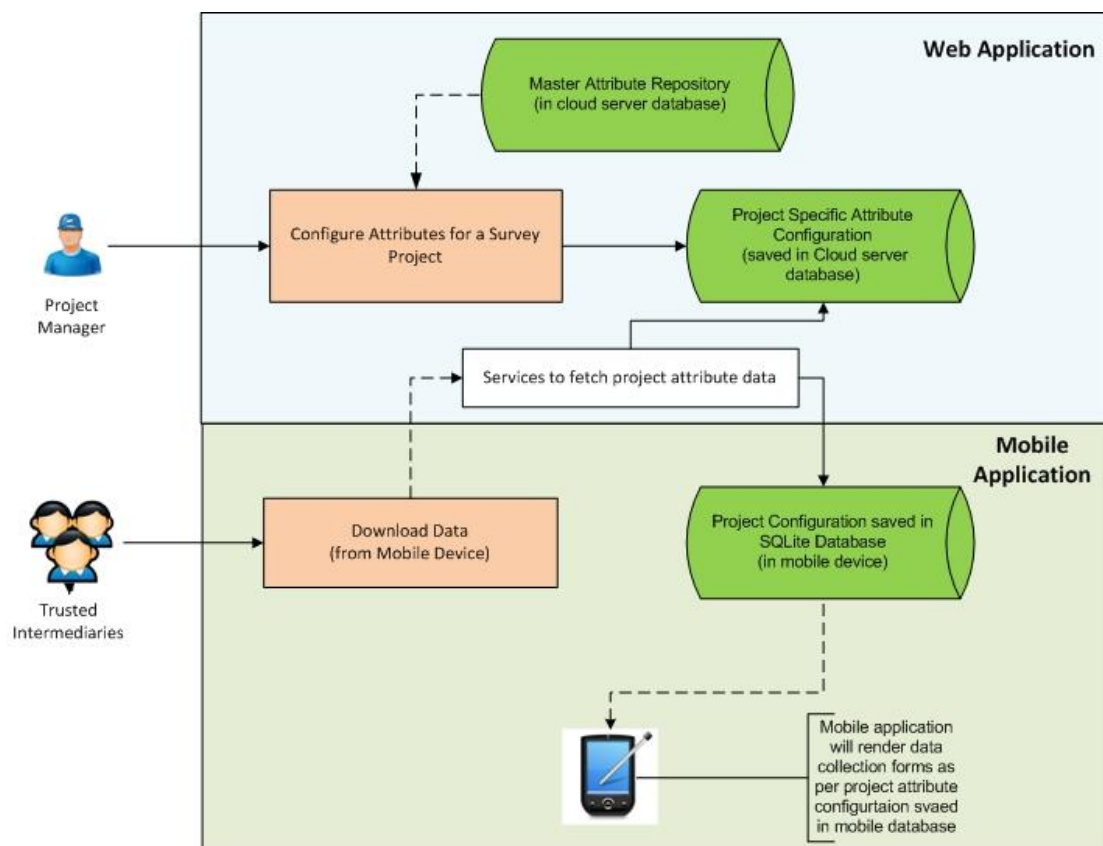 Web Application
Master Attribute Repository
(in cloud server database)
Configure Attributes for a Survey
Project
Project Specific Attribute
Configuration
(saved in Cloud server
database)
Project
Manager
Services to fetch project attribute data
Mobile
Application
Download Data
(from Mobile Device)
Project Configuration saved in
SQLite Database
(in mobile device)
Trusted
Intermediaries
Mobile application
will render data
collection forms as
per project attribute
configurtaion svaed
in mobile database